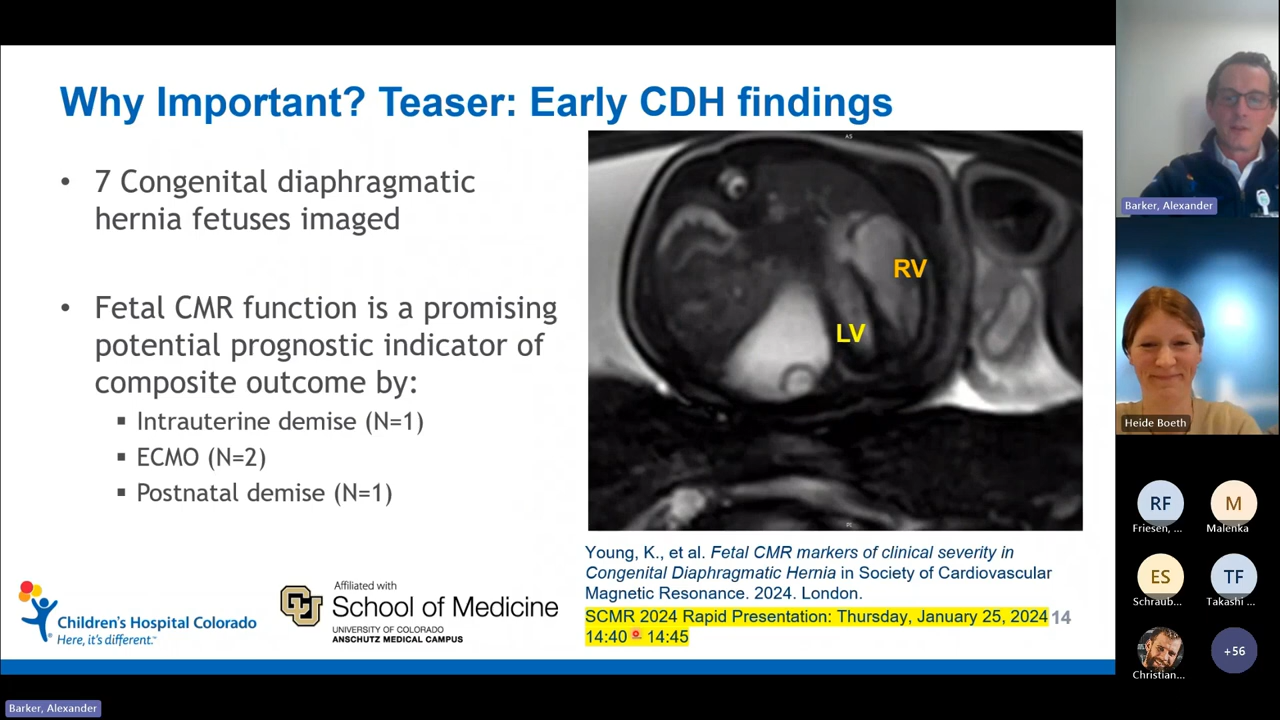 Why Important? Teaser: Early CDH findings
• 7 Congenital diaphragmatic
hernia fetuses imaged
• Fetal CMR function is a promising
potential prognostic indicator of
composite outcome by:
▪ Intrauterine demise (N=1)
▪ ECMO (N=2)
▪ Postnatal demise (N=1)
RV
LV
Young, K., et al. Fetal CMR markers of clinical severity in
Congenital Diaphragmatic Hernia in Society of Cardiovascular
Magnetic Resonance. 2024. London.
SCMR 2024 Rapid Presentation: Thursday, January 25, 2024
14:40 14:45
14
Children's Hospital Colorado
Here, it's different.™
CU
Affiliated with
School of Medicine
UNIVERSITY OF COLORADO
ANSCHUTZ MEDICAL CAMPUS
Barker, Alexander
Heide Boeth
RF
Friesen, ...
M
Malenka
ES
Schraub...
TF
Takashi ...
Christian...
+56
Barker, Alexander